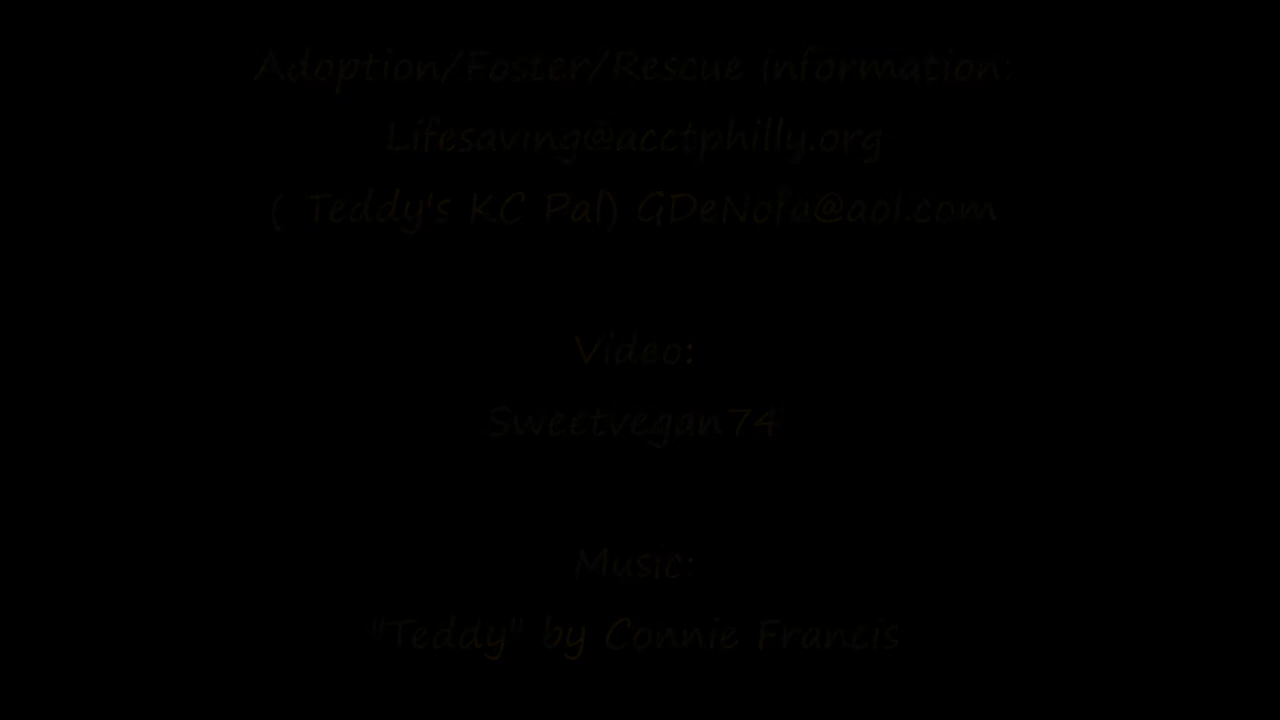 Adoption/Foster/Rescue information:
Lifesaving@acctphilly.org
( Teddy's KC Pal) GDeNofa@aol.com
Video:
Sweetvegan74
Music:
"Teddy" by Connie Francis